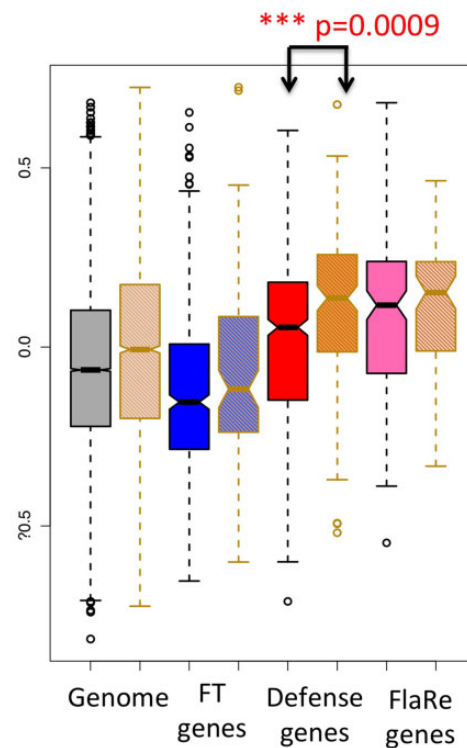 *** p=0.0009
0.5
0.0
?0.5
Genome
FT genes
Defense genes
FlaRe genes